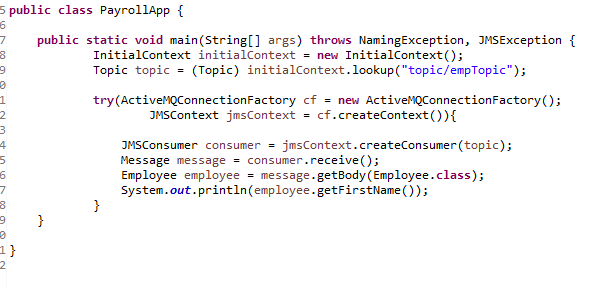 5 public class PayrollApp {
6
7 public static void main(String[] args) throws NamingException, JMSException {
8 InitialContext initialContext = new InitialContext();
9 Topic topic = (Topic) initialContext.lookup("topic/empTopic");
0
1 try(ActiveMQConnectionFactory cf = new ActiveMQConnectionFactory();
2 JMSContext jmsContext = cf.createContext()){
3
4 JMSConsumer consumer = jmsContext.createConsumer(topic);
5 Message message = consumer.receive();
6 Employee employee = message.getBody(Employee.class);
7 System.out.println(employee.getFirstName());
8 }
9 }
0
1 }
2